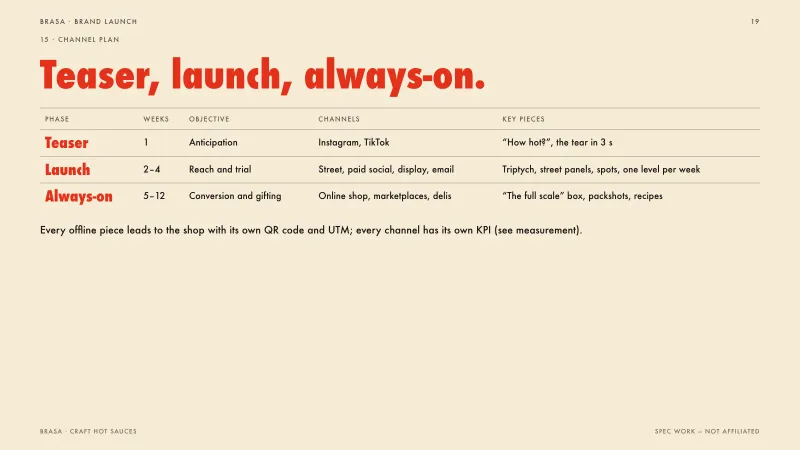 BRASA · BRAND LAUNCH 19
15 · CHANNEL PLAN
Teaser, launch, always-on.
PHASE WEEKS OBJECTIVE CHANNELS KEY PIECES
Teaser 1 Anticipation Instagram, TikTok “How hot?”, the tear in 3 s
Launch 2–4 Reach and trial Street, paid social, display, email Triptych, street panels, spots, one level per week
Always-on 5–12 Conversion and gifting Online shop, marketplaces, delis “The full scale” box, packshots, recipes
Every offline piece leads to the shop with its own QR code and UTM; every channel has its own KPI (see measurement).
BRASA · CRAFT HOT SAUCES SPEC WORK — NOT AFFILIATED